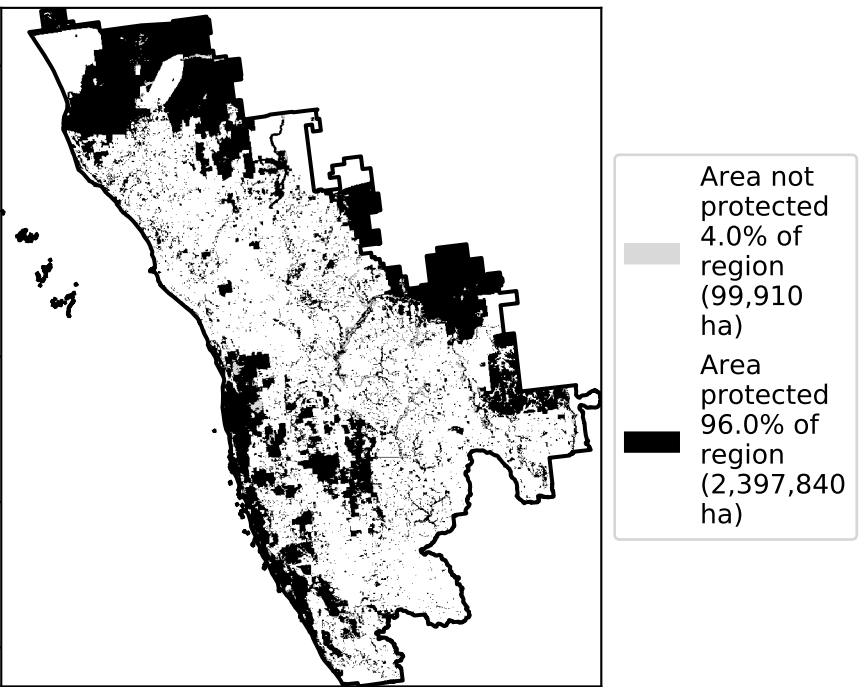 Area not
protected
4.0% of
region
(99,910
ha)
Area
protected
96.0% of
region
(2,397,840
ha)